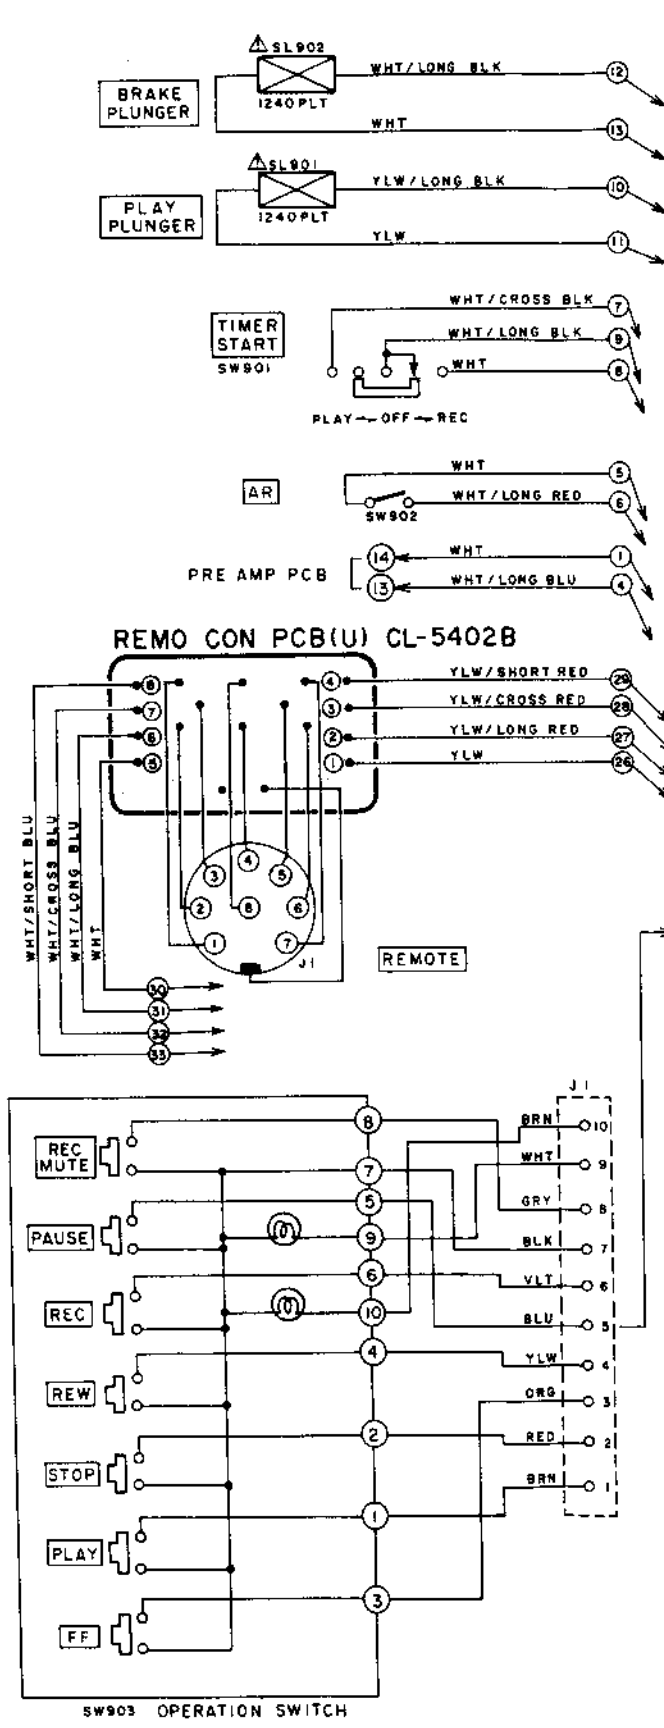 ⚠ SL902
BRAKE PLUNGER
1240PLT
WHT/LONG BLK
12
WHT
13
⚠ SL901
PLAY PLUNGER
1240PLT
YLW/LONG BLK
10
YLW
11
TIMER START
SW901
WHT/CROSS BLK
7
WHT/LONG BLK
9
WHT
8
PLAY OFF REC
AR
WHT
5
WHT/LONG RED
6
SW902
PRE AMP PCB
14
WHT
1
13
WHT/LONG BLU
4
REMO CON PCB(U) CL-5402B
8
7
6
5
4
YLW/SHORT RED
29
3
YLW/CROSS RED
28
2
YLW/LONG RED
27
1
YLW
26
WHT/SHORT BLU
WHT/CROSS BLU
WHT/LONG BLU
WHT
4
3
5
2
8
6
1
7
J1
REMOTE
30
31
32
33
J1
REC MUTE
8
BRN
10
7
WHT
9
PAUSE
5
GRY
8
9
BLK
7
REC
6
VLT
6
10
BLU
5
REW
4
YLW
4
ORG
3
STOP
2
RED
2
BRN
1
PLAY
1
FF
3
SW903 OPERATION SWITCH